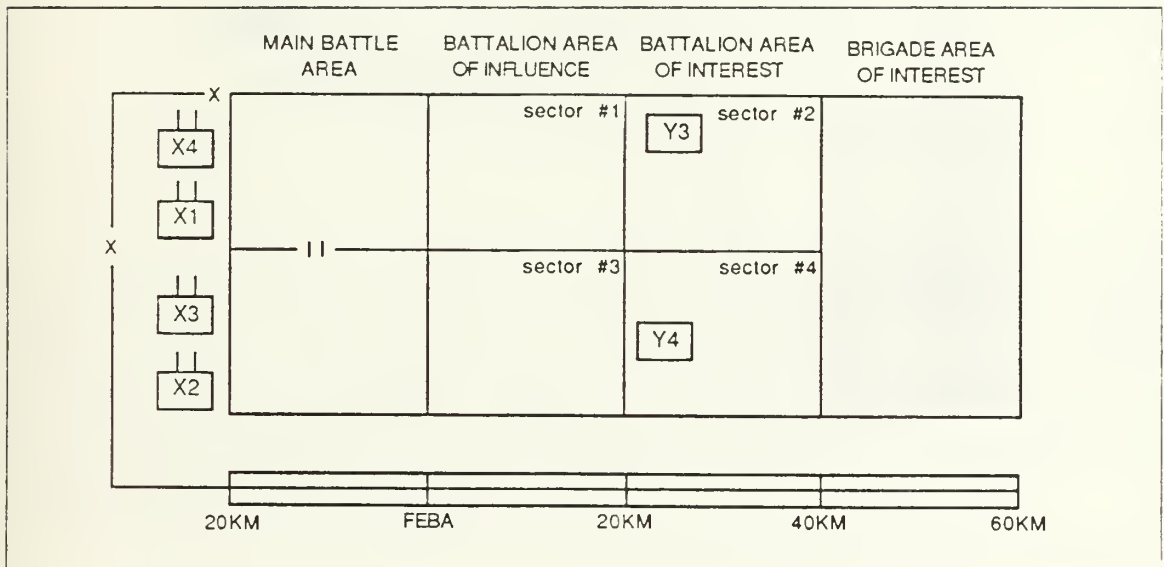 MAIN BATTLE AREA
BATTALION AREA OF INFLUENCE
BATTALION AREA OF INTEREST
BRIGADE AREA OF INTEREST
X
sector #1
sector #2
X4
Y3
X1
X
II
sector #3
sector #4
X3
Y4
X2
20KM
FEBA
20KM
40KM
60KM